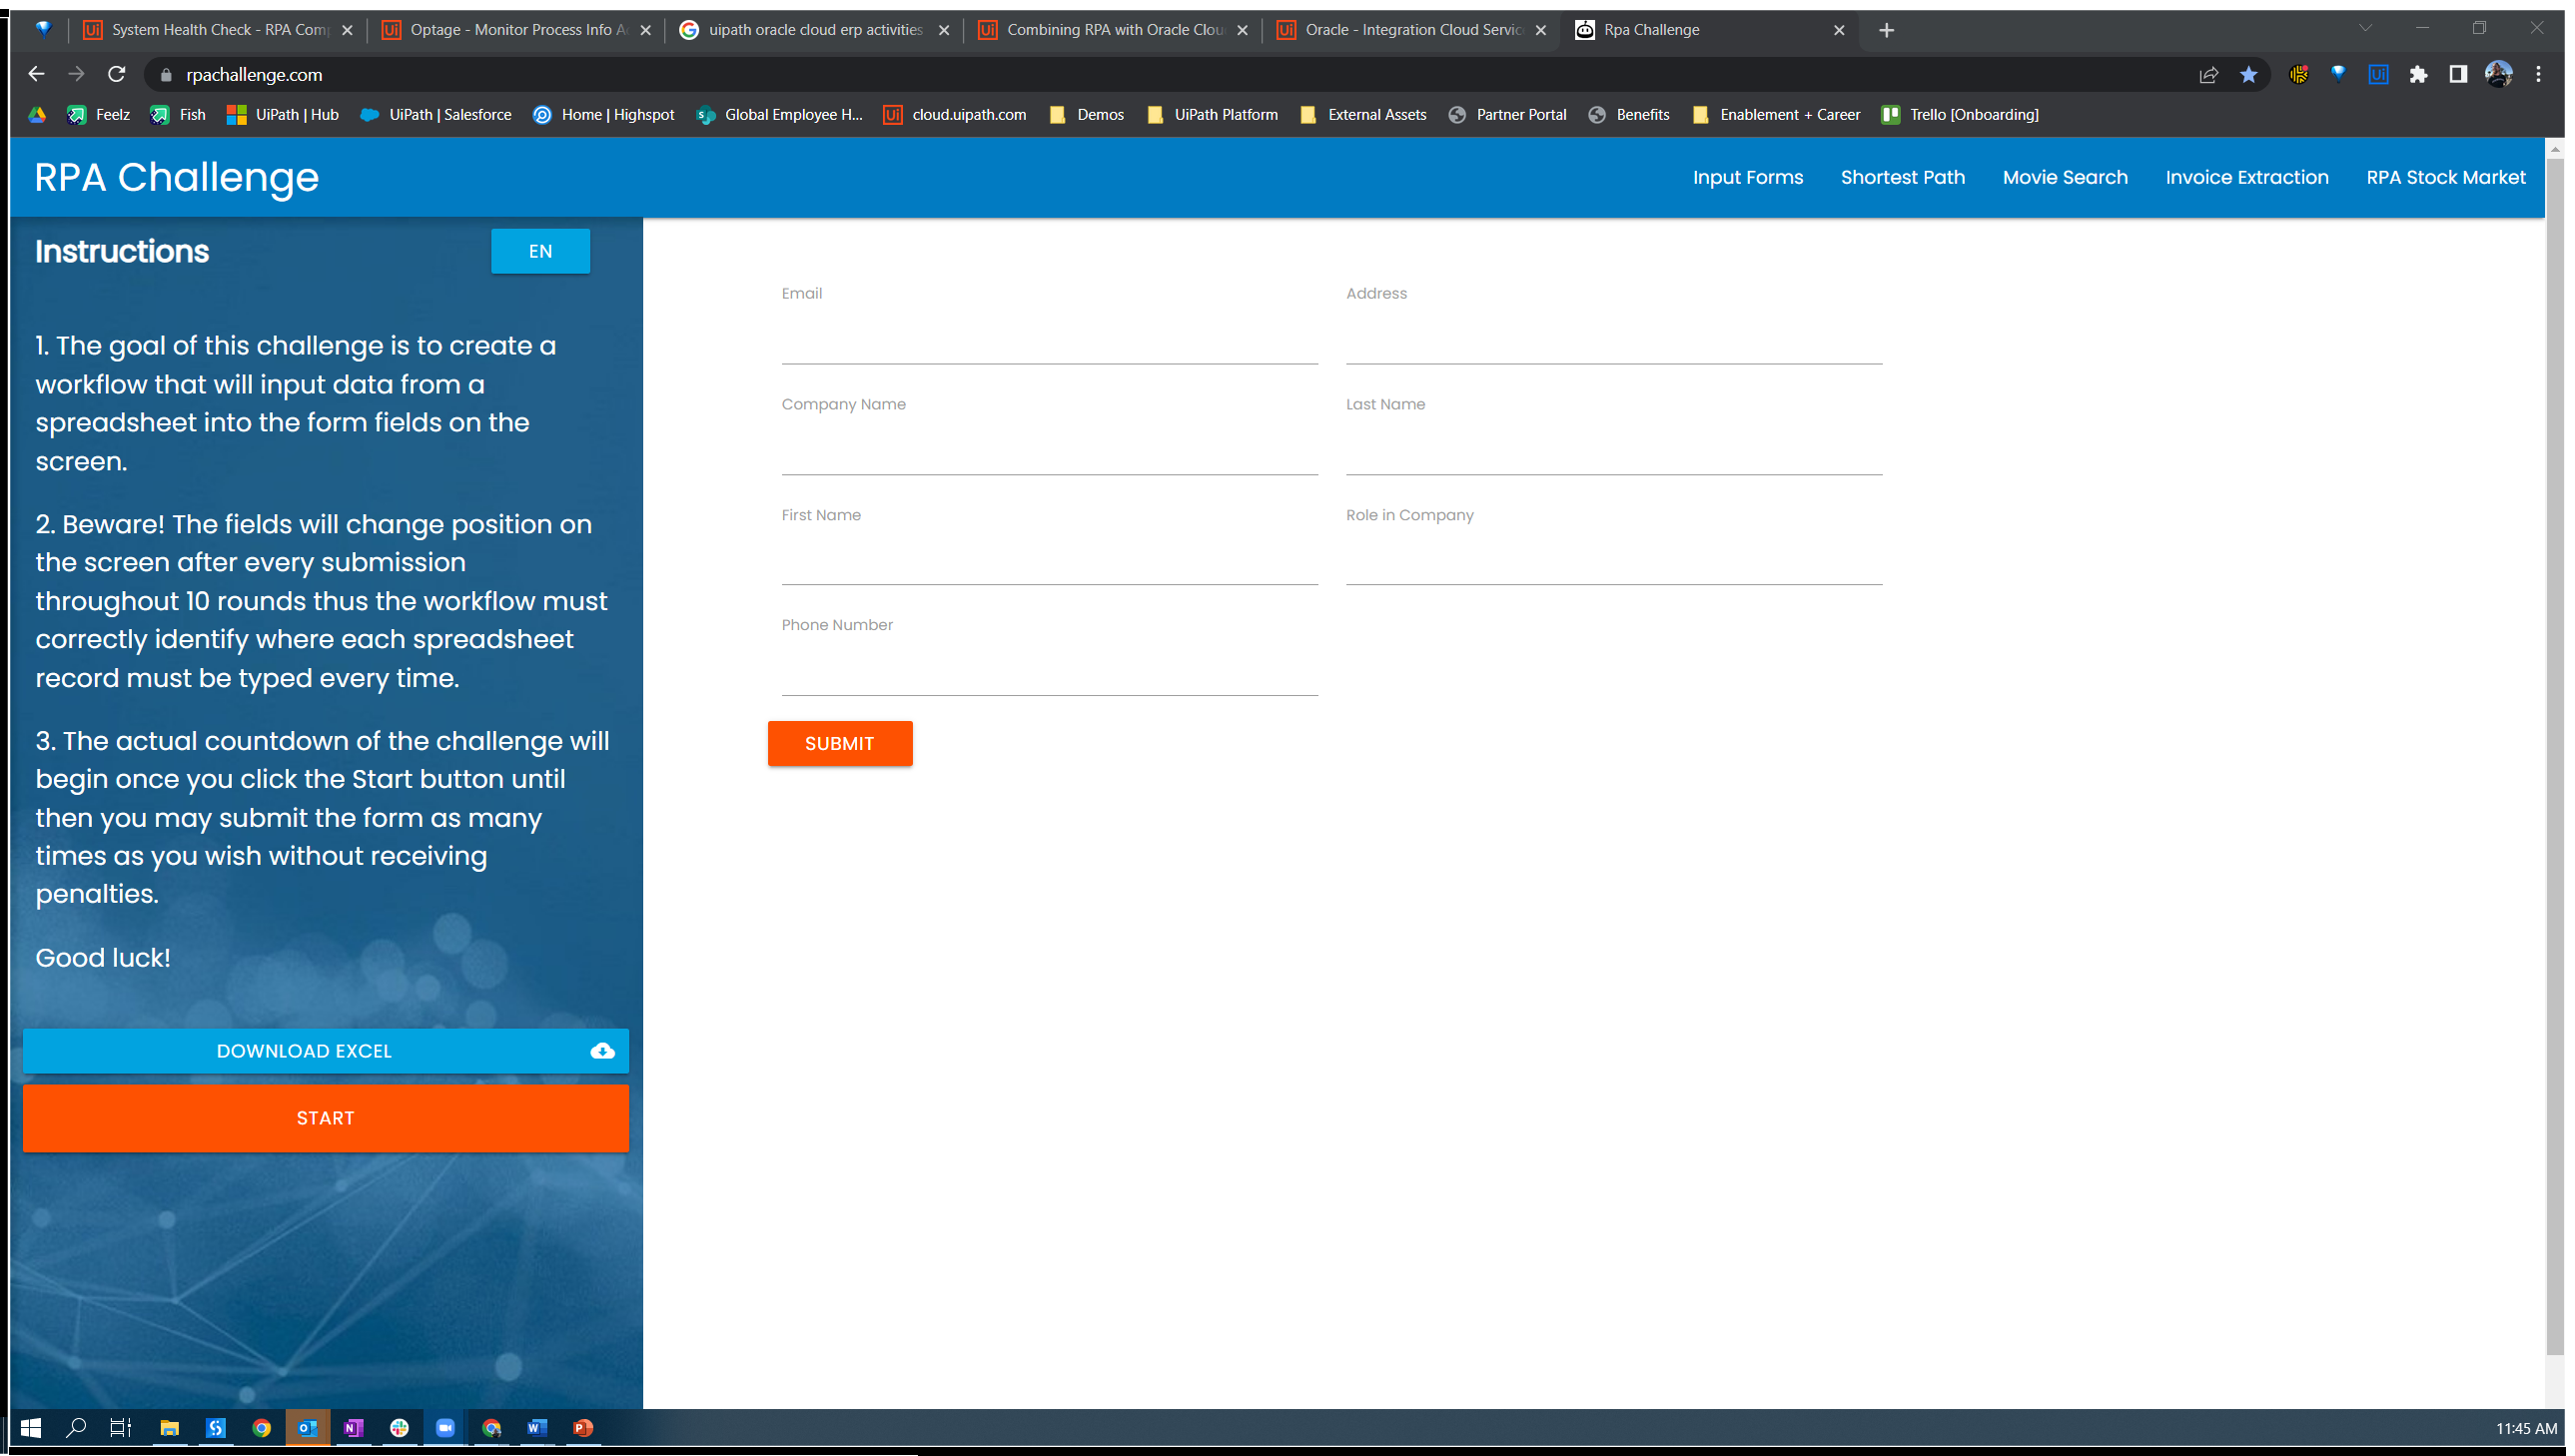 System Health Check - RPA Comp
Optage - Monitor Process Info A
uipath oracle cloud erp activities
Combining RPA with Oracle Clou
Oracle - Integration Cloud Servic
Rpa Challenge
rpachallenge.com
Feelz
Fish
UiPath | Hub
UiPath | Salesforce
Home | Highspot
Global Employee H...
cloud.uipath.com
Demos
UiPath Platform
External Assets
Partner Portal
Benefits
Enablement + Career
Trello [Onboarding]
RPA Challenge
Input Forms
Shortest Path
Movie Search
Invoice Extraction
RPA Stock Market
Instructions
EN
1. The goal of this challenge is to create a
workflow that will input data from a
spreadsheet into the form fields on the
screen.
2. Beware! The fields will change position on
the screen after every submission
throughout 10 rounds thus the workflow must
correctly identify where each spreadsheet
record must be typed every time.
3. The actual countdown of the challenge will
begin once you click the Start button until
then you may submit the form as many
times as you wish without receiving
penalties.
Good luck!
DOWNLOAD EXCEL
START
Email
Address
Company Name
Last Name
First Name
Role in Company
Phone Number
SUBMIT
11:45 AM